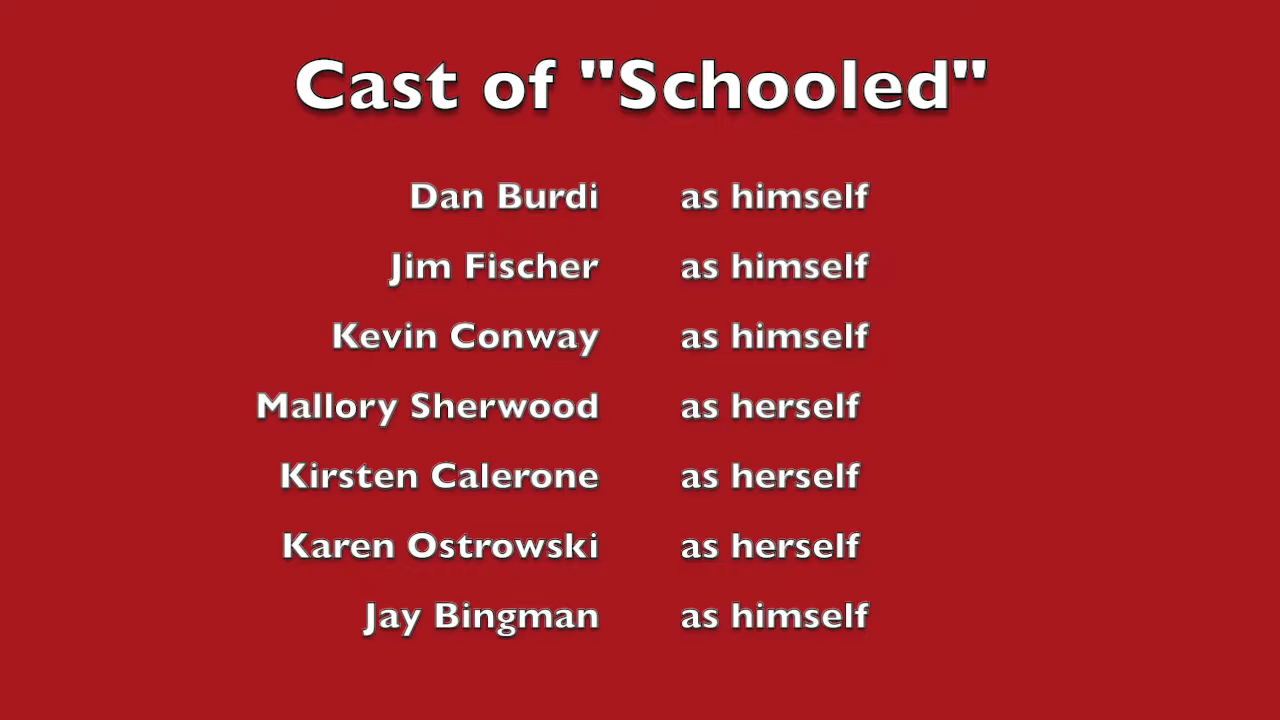 Cast of "Schooled"
Dan Burdi as himself
Jim Fischer as himself
Kevin Conway as himself
Mallory Sherwood as herself
Kirsten Calerone as herself
Karen Ostrowski as herself
Jay Bingman as himself